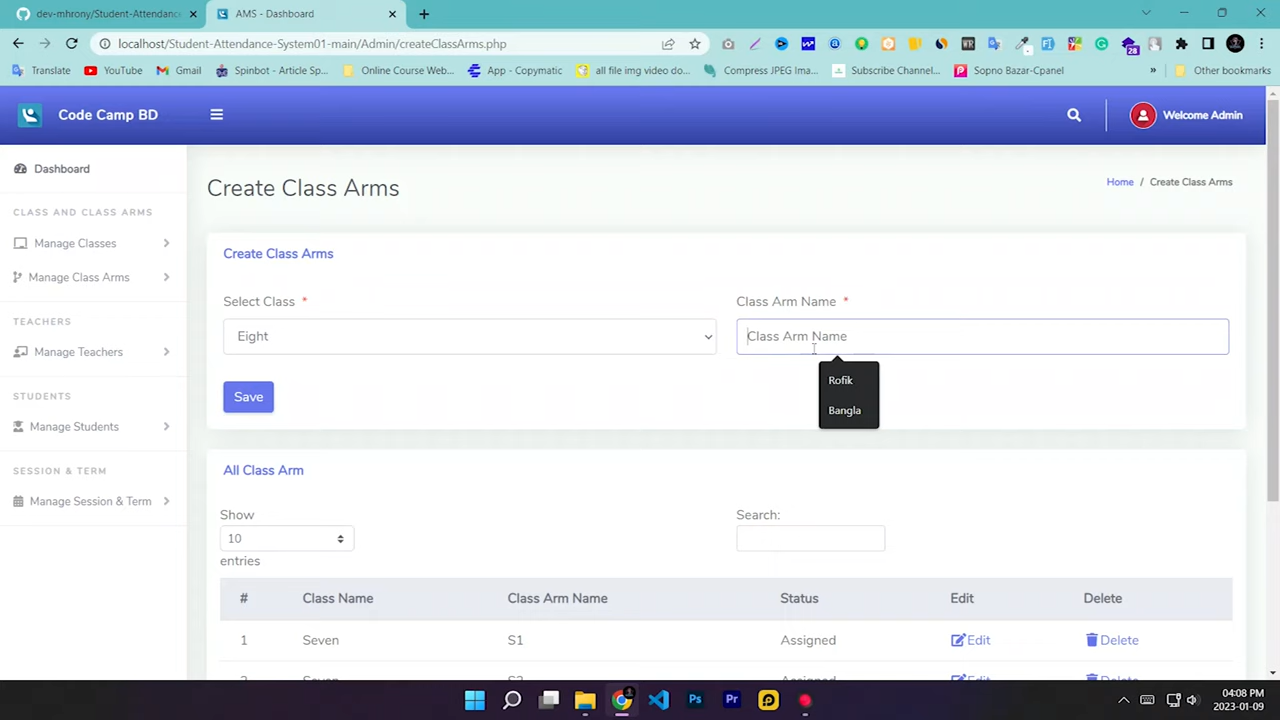 dev-mhrony/Student-Attendance
AMS - Dashboard
localhost/Student-Attendance-System01-main/Admin/createClassArms.php
28
Translate
YouTube
Gmail
Spinbot - Article Sp...
Online Course Web...
App - Copymatic
all file img video do...
Compress JPEG Ima...
Subscribe Channel...
Sopno Bazar-Cpanel
»
Other bookmarks
Code Camp BD
Welcome Admin
Dashboard
CLASS AND CLASS ARMS
Manage Classes
Manage Class Arms
TEACHERS
Manage Teachers
STUDENTS
Manage Students
SESSION & TERM
Manage Session & Term
Create Class Arms
Home / Create Class Arms
Create Class Arms
Select Class *
Class Arm Name *
Eight
Class Arm Name
Rofik
Bangla
Save
All Class Arm
Show
10
entries
Search:
# Class Name Class Arm Name Status Edit Delete
1 Seven S1 Assigned Edit Delete
Ps
Pr
04:08 PM
2023-01-09